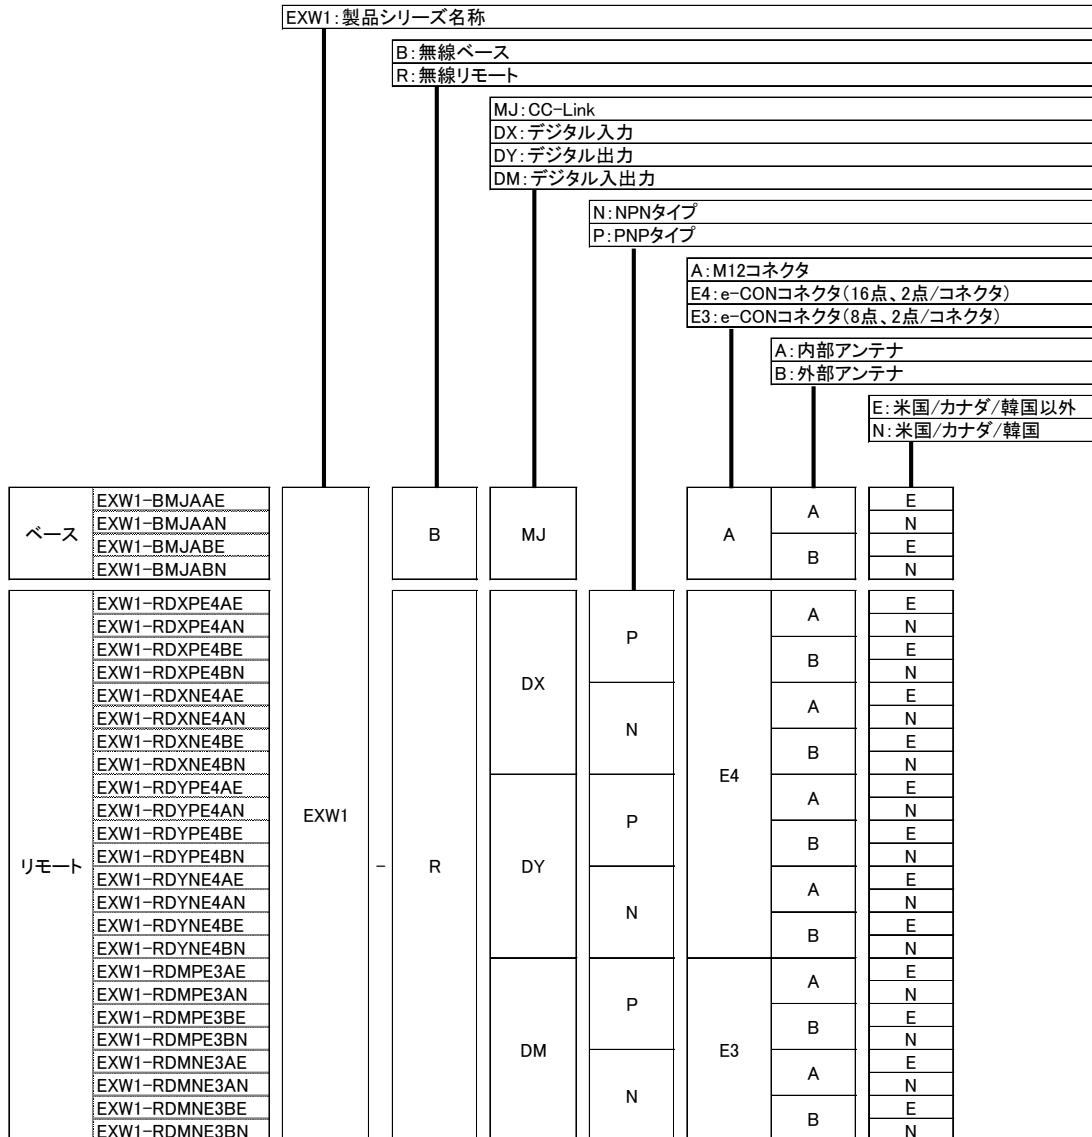 EXW1:製品シリーズ名称
B:無線ベース
R:無線リモート
MJ:CC-Link
DX:デジタル入力
DY:デジタル出力
DM:デジタル入出力
N:NPNタイプ
P:PNPタイプ
A:M12コネクタ
E4:e-CONコネクタ(16点、2点/コネクタ)
E3:e-CONコネクタ(8点、2点/コネクタ)
A:内部アンテナ
B:外部アンテナ
E:米国/カナダ/韓国以外
N:米国/カナダ/韓国
ベース
EXW1-BMJAAE
EXW1-BMJAAN
EXW1-BMJABE
EXW1-BMJABN
B
MJ
A
A
B
E
N
E
N
リモート
EXW1-RDXPE4AE
EXW1-RDXPE4AN
EXW1-RDXPE4BE
EXW1-RDXPE4BN
EXW1-RDXNE4AE
EXW1-RDXNE4AN
EXW1-RDXNE4BE
EXW1-RDXNE4BN
EXW1-RDYPE4AE
EXW1-RDYPE4AN
EXW1-RDYPE4BE
EXW1-RDYPE4BN
EXW1-RDYNE4AE
EXW1-RDYNE4AN
EXW1-RDYNE4BE
EXW1-RDYNE4BN
EXW1-RDMPE3AE
EXW1-RDMPE3AN
EXW1-RDMPE3BE
EXW1-RDMPE3BN
EXW1-RDMNE3AE
EXW1-RDMNE3AN
EXW1-RDMNE3BE
EXW1-RDMNE3BN
EXW1
-
R
DX
DY
DM
P
N
P
N
P
N
E4
E3
A
B
A
B
A
B
A
B
A
B
A
B
E
N
E
N
E
N
E
N
E
N
E
N
E
N
E
N
E
N
E
N
E
N
E
N